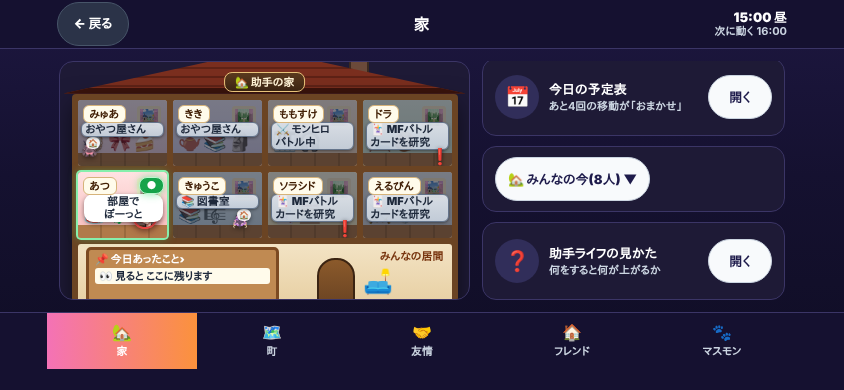 ← 戻る
家
15:00 昼
次に動く 16:00
🏡 助手の家
みゅあ
おやつ屋さん
きき
おやつ屋さん
ももすけ
⚔️ モンヒロ
バトル中
ドラ
🃏 MFバトル
カードを研究
あつ
部屋で
ぼーっと
きゅうこ
📚 図書室
ソラシド
🃏 MFバトル
カードを研究
えるびん
🃏 MFバトル
カードを研究
📌 今日あったこと›
👀 見ると ここに残ります
みんなの居間
今日の予定表
あと4回の移動が「おまかせ」
開く
🏡 みんなの今(8人) ▼
助手ライフの見かた
何をすると何が上がるか
開く
家
町
友情
フレンド
マスモン